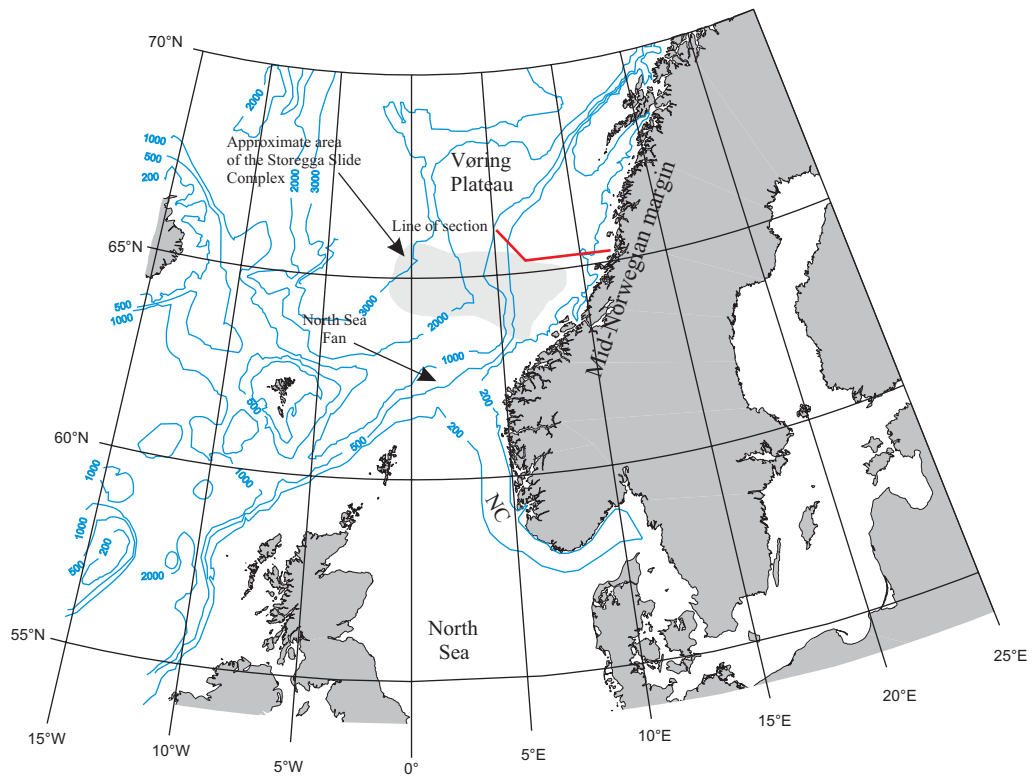 70°N
2000
1000
500
200
Approximate area
of the Storegga Slide
Complex
2000
3000
Vøring
Plateau
Mid-Norwegian margin
Line of section
65°N
3000
500
1000
North Sea
Fan
2000
1000
500
200
200
500
60°N
1000
1000
NC
1000
200
500
2000
55°N
North
Sea
25°E
20°E
15°E
10°E
5°E
0°
5°W
10°W
15°W